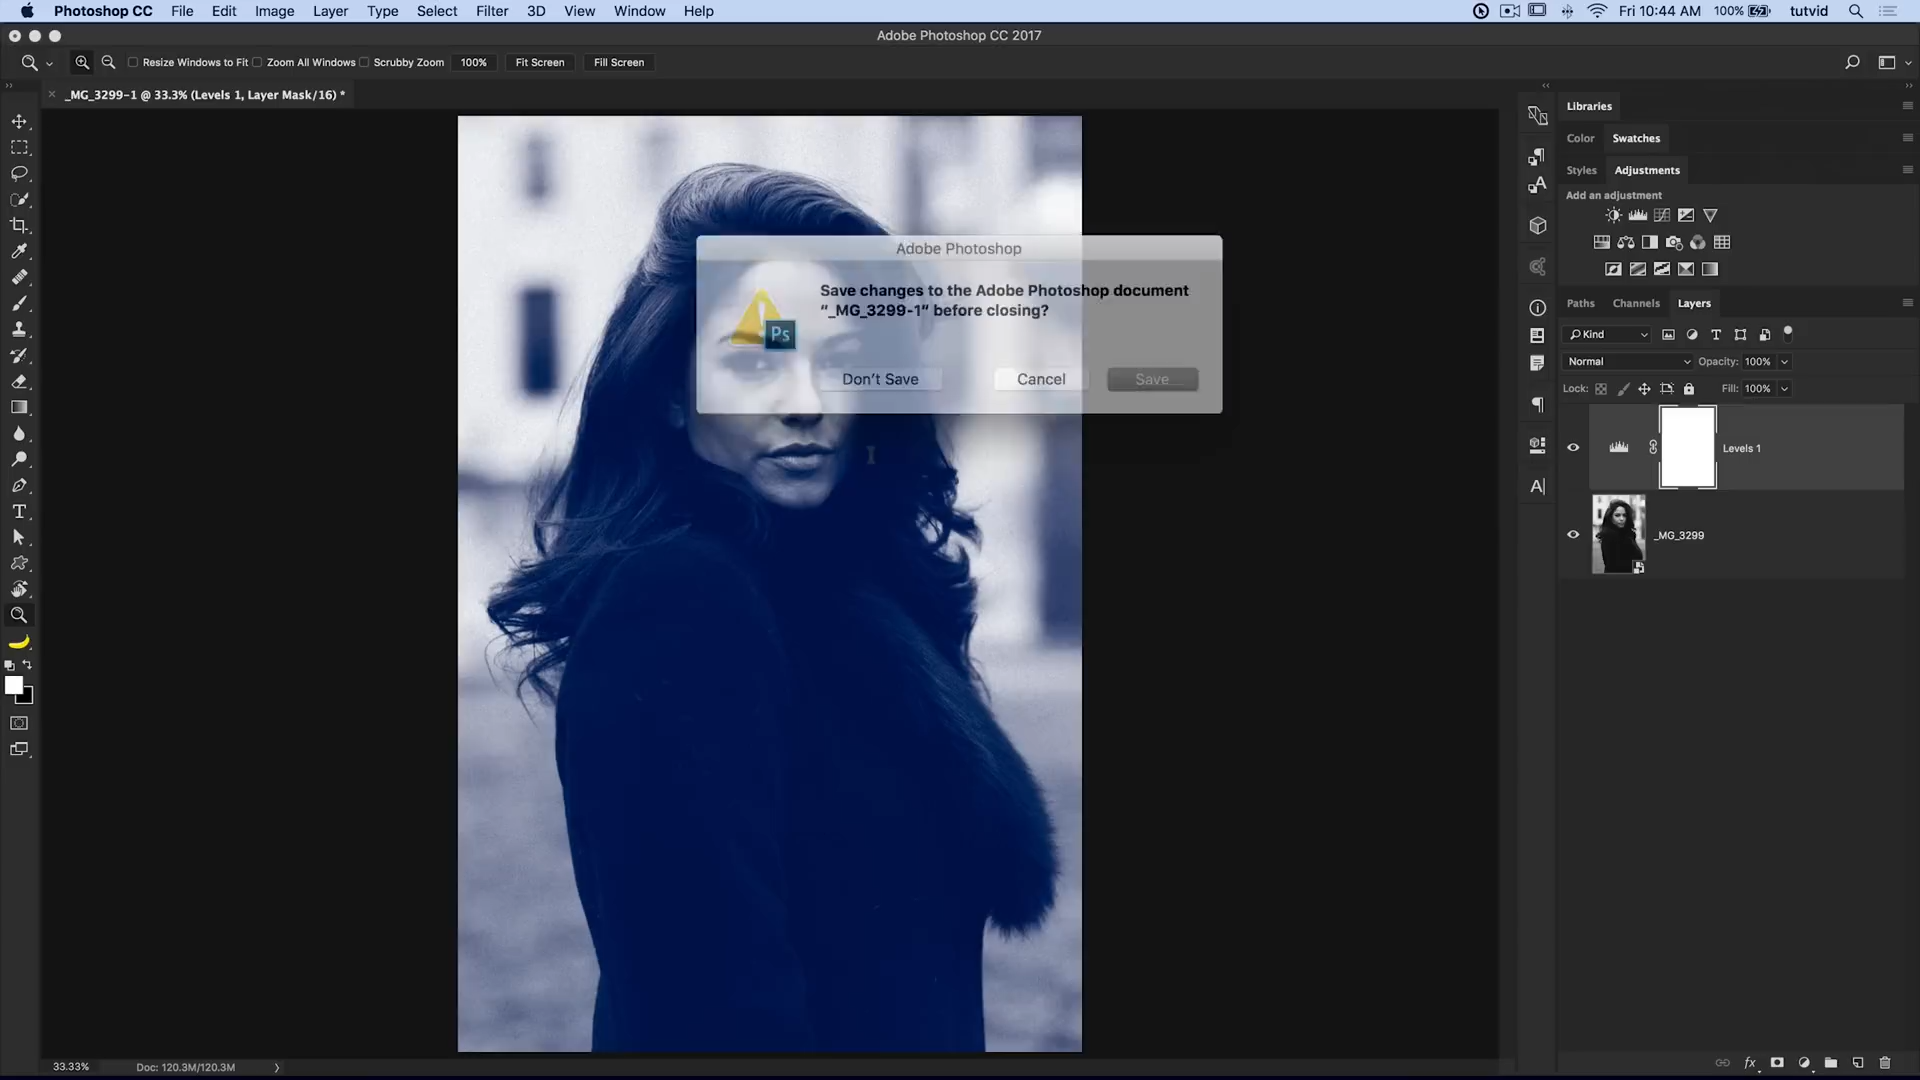 Photoshop CC File Edit Image Layer Type Select Filter 3D View Window Help Fri 10:44 AM 100% tutvid
Adobe Photoshop CC 2017
Resize Windows to Fit Zoom All Windows Scrubby Zoom 100% Fit Screen Fill Screen
_MG_3299-1 @ 33.3% (Levels 1, Layer Mask/16) *
Libraries
Color Swatches
Styles Adjustments
Add an adjustment
Adobe Photoshop
Save changes to the Adobe Photoshop document
“_MG_3299-1“ before closing?
Ps
Don’t Save Cancel Save...
Paths Channels Layers
Kind
Normal Opacity: 100%
Lock: Fill: 100%
Levels 1
_MG_3299
33.33% Doc: 120.3M/120.3M